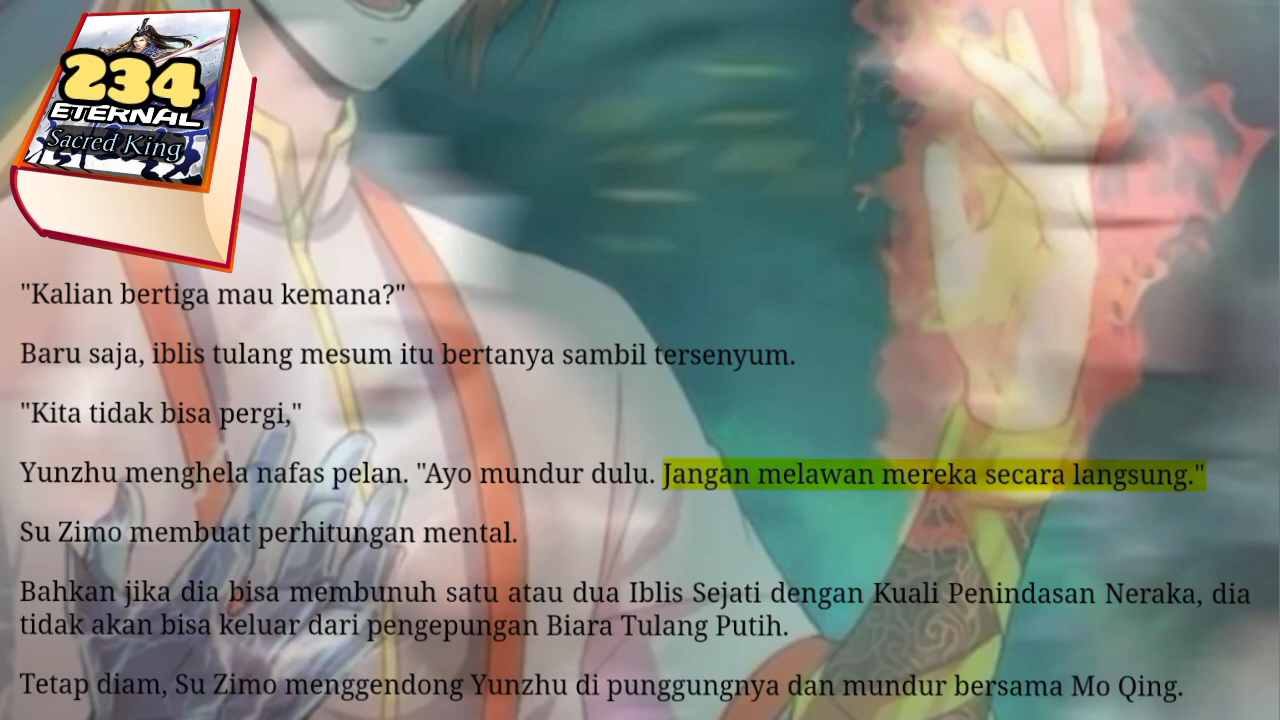 234
ETERNAL
Sacred King
"Kalian bertiga mau kemana?"
Baru saja, iblis tulang mesum itu bertanya sambil tersenyum.
"Kita tidak bisa pergi,"
Yunzhu menghela nafas pelan. "Ayo mundur dulu. Jangan melawan mereka secara langsung."
Su Zimo membuat perhitungan mental.
Bahkan jika dia bisa membunuh satu atau dua Iblis Sejati dengan Kuali Penindasan Neraka, dia
tidak akan bisa keluar dari pengepungan Biara Tulang Putih.
Tetap diam, Su Zimo menggendong Yunzhu di punggungnya dan mundur bersama Mo Qing.